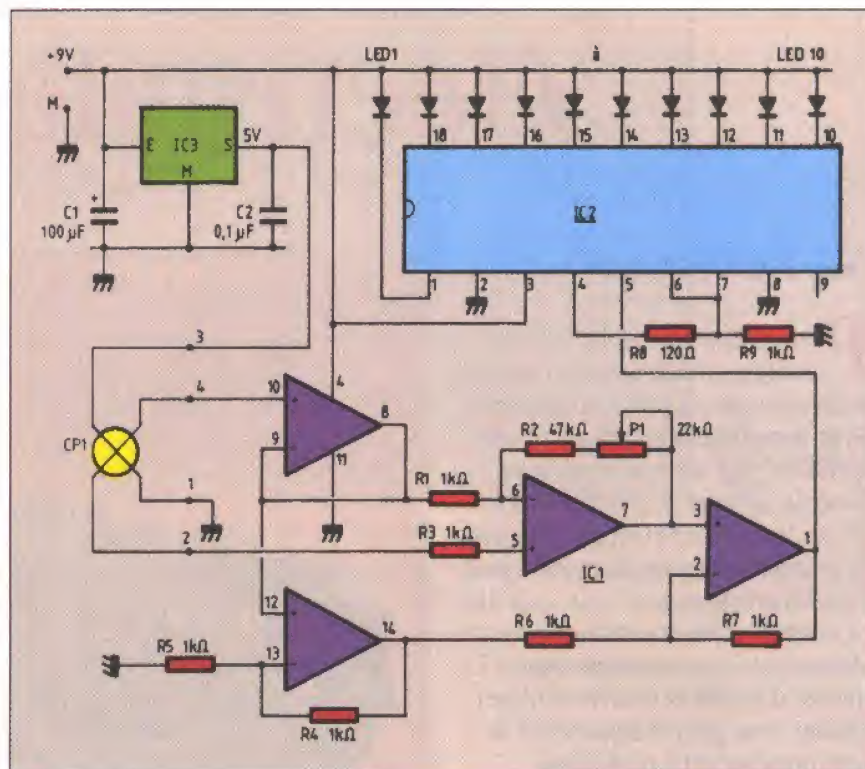 +9V
LED1 à LED 10
M
E IC3 S 5V
M
C1
100 µF
C2
0,1 µF
18 17 16 15 14 13 12 11 10
IC2
1 2 3 4 5 6 7 8 9
R8 120Ω R9 1kΩ
3
4
CP1
1
2
10
9
4
8
11
R1 1kΩ
R2 47kΩ P1 22kΩ
R3 1kΩ
6
5
7
IC1
3
2
1
12
13
14
R5 1kΩ
R4 1kΩ
R6 1kΩ
R7 1kΩ